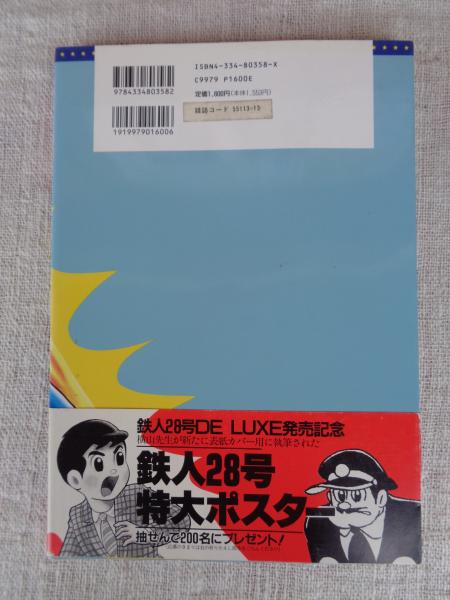 ISBN4-334-80358-X
C9979 P1600E
定価1,600円(本体1,553円)
雑誌コード 55113-15
9784334803582
1919979016006
鉄人28号DE LUXE発売記念
横山先生が新たに表紙カバー用に執筆された
鉄人28号
特大ポスター
抽せんで200名にプレゼント!